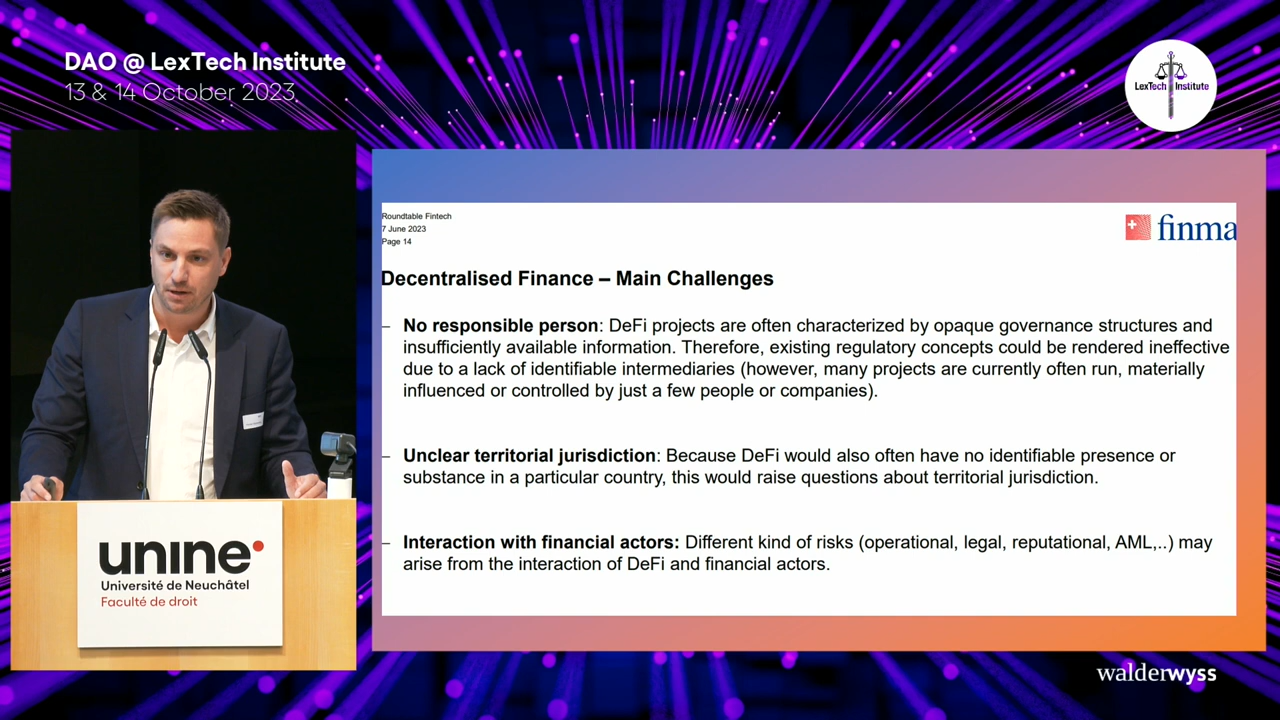 DAO @ LexTech Institute
13 & 14 October 2023
LexTech Institute
Roundtable Fintech
7 June 2023
Page 14
finma
Decentralised Finance – Main Challenges
– No responsible person: DeFi projects are often characterized by opaque governance structures and
insufficiently available information. Therefore, existing regulatory concepts could be rendered ineffective
due to a lack of identifiable intermediaries (however, many projects are currently often run, materially
influenced or controlled by just a few people or companies).
– Unclear territorial jurisdiction: Because DeFi would also often have no identifiable presence or
substance in a particular country, this would raise questions about territorial jurisdiction.
– Interaction with financial actors: Different kind of risks (operational, legal, reputational, AML,..) may
arise from the interaction of DeFi and financial actors.
unine
Université de Neuchâtel
Faculté de droit
walderwyss